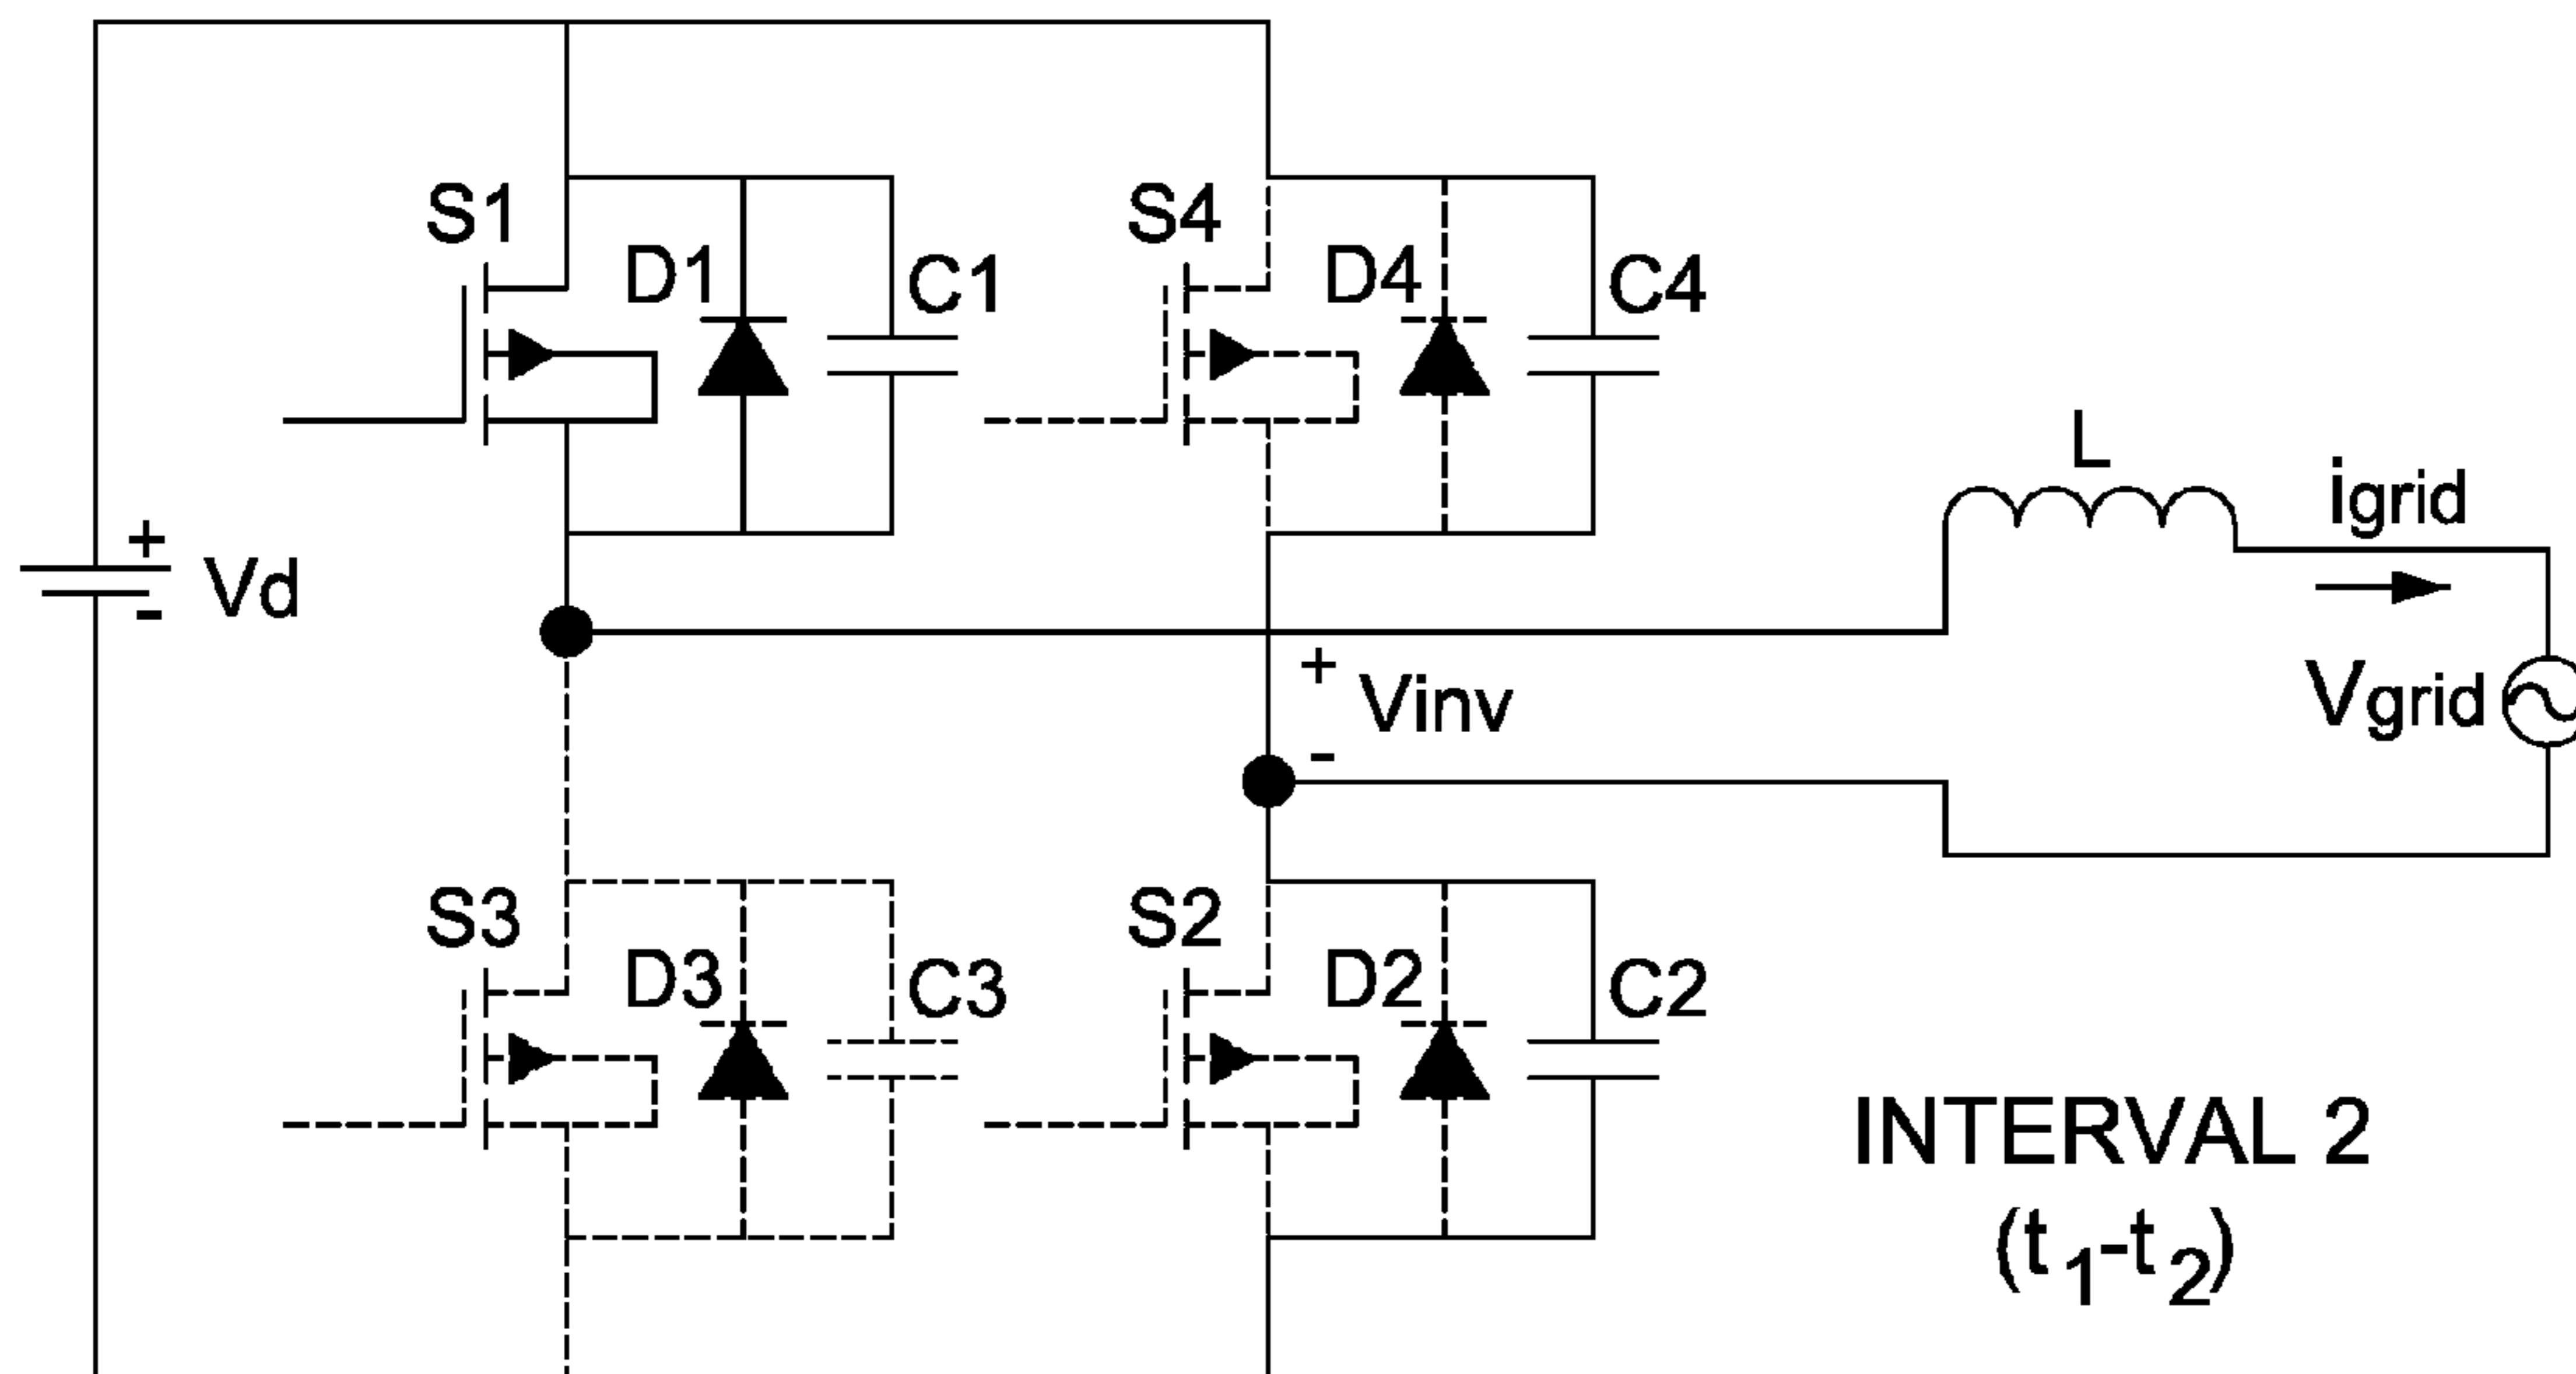 S1
D1
C1
S4
D4
C4
L
igrid
+
Vd
-
+
Vinv
-
Vgrid
S3
D3
C3
S2
D2
C2
INTERVAL 2
(t1-t2)